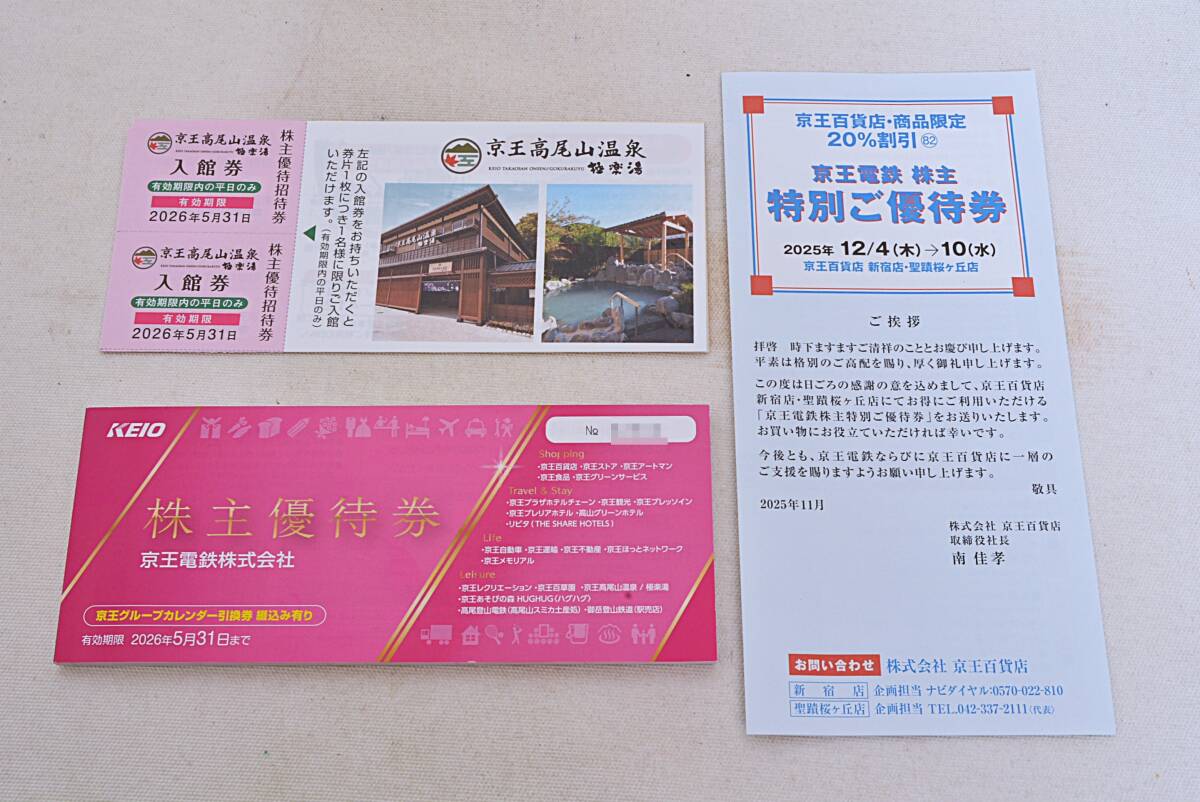 京王高尾山温泉
極楽湯
KEIO TAKAOSAN ONSEN/GOKURAKUYU
入館券
有効期限内の平日のみ
有効期限
2026年5月31日
株主優待招待券
京王高尾山温泉
極楽湯
KEIO TAKAOSAN ONSEN/GOKURAKUYU
入館券
有効期限内の平日のみ
有効期限
2026年5月31日
株主優待招待券
左記の入館券をお持ちいただくと
券片1枚につき1名様に限りご入館
いただけます。(有効期限内の平日のみ)
京王高尾山温泉
極楽湯
KEIO TAKAOSAN ONSEN/GOKURAKUYU
京王高尾山温泉
極楽湯
KEIO
№
株主優待券
京王電鉄株式会社
京王グループカレンダー引換券 綴込み有り
有効期限 2026年5月31日まで
Shopping
・京王百貨店 ・京王ストア ・京王アートマン
・京王食品 ・京王グリーンサービス
Travel & Stay
・京王プラザホテルチェーン ・京王観光 ・京王プレッソイン
・京王プレリアホテル ・高山グリーンホテル
・リビタ(THE SHARE HOTELS)
Life
・京王自動車 ・京王運輸 ・京王不動産 ・京王ほっとネットワーク
・京王メモリアル
Leisure
・京王レクリエーション ・京王百草園 ・京王高尾山温泉 / 極楽湯
・京王あそびの森 HUGHUG〈ハグハグ〉
・高尾登山電鉄(高尾山スミカ土産処) ・御岳登山鉄道(駅売店)
京王百貨店・商品限定
20%割引 82
京王電鉄 株主
特別ご優待券
2025年 12/4(木)→10(水)
京王百貨店 新宿店・聖蹟桜ヶ丘店
ご挨拶
拝啓 時下ますますご清祥のこととお慶び申し上げます。
平素は格別のご高配を賜り、厚く御礼申し上げます。
この度は日ごろの感謝の意を込めまして、京王百貨店
新宿店・聖蹟桜ヶ丘店にてお得にご利用いただける
「京王電鉄株主特別ご優待券」をお送りいたします。
お買い物にお役立ていただければ幸いです。
今後とも、京王電鉄ならびに京王百貨店に一層の
ご支援を賜りますようお願い申し上げます。
敬具
2025年11月
株式会社 京王百貨店
取締役社長
南 佳孝
お問い合わせ 株式会社 京王百貨店
新宿店 企画担当 ナビダイヤル:0570-022-810
聖蹟桜ヶ丘店 企画担当 TEL.042-337-2111〈代表〉